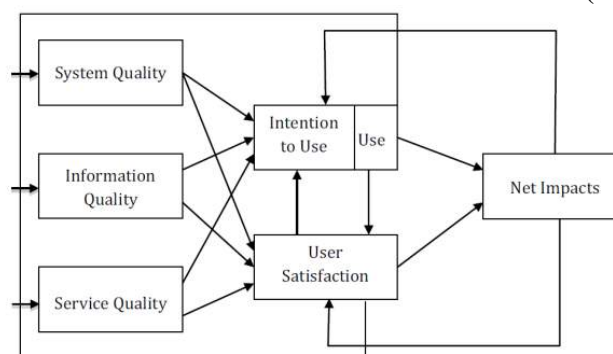 System Quality
Intention
to Use
Use
Information
Quality
Net Impacts
User
Satisfaction
Service Quality